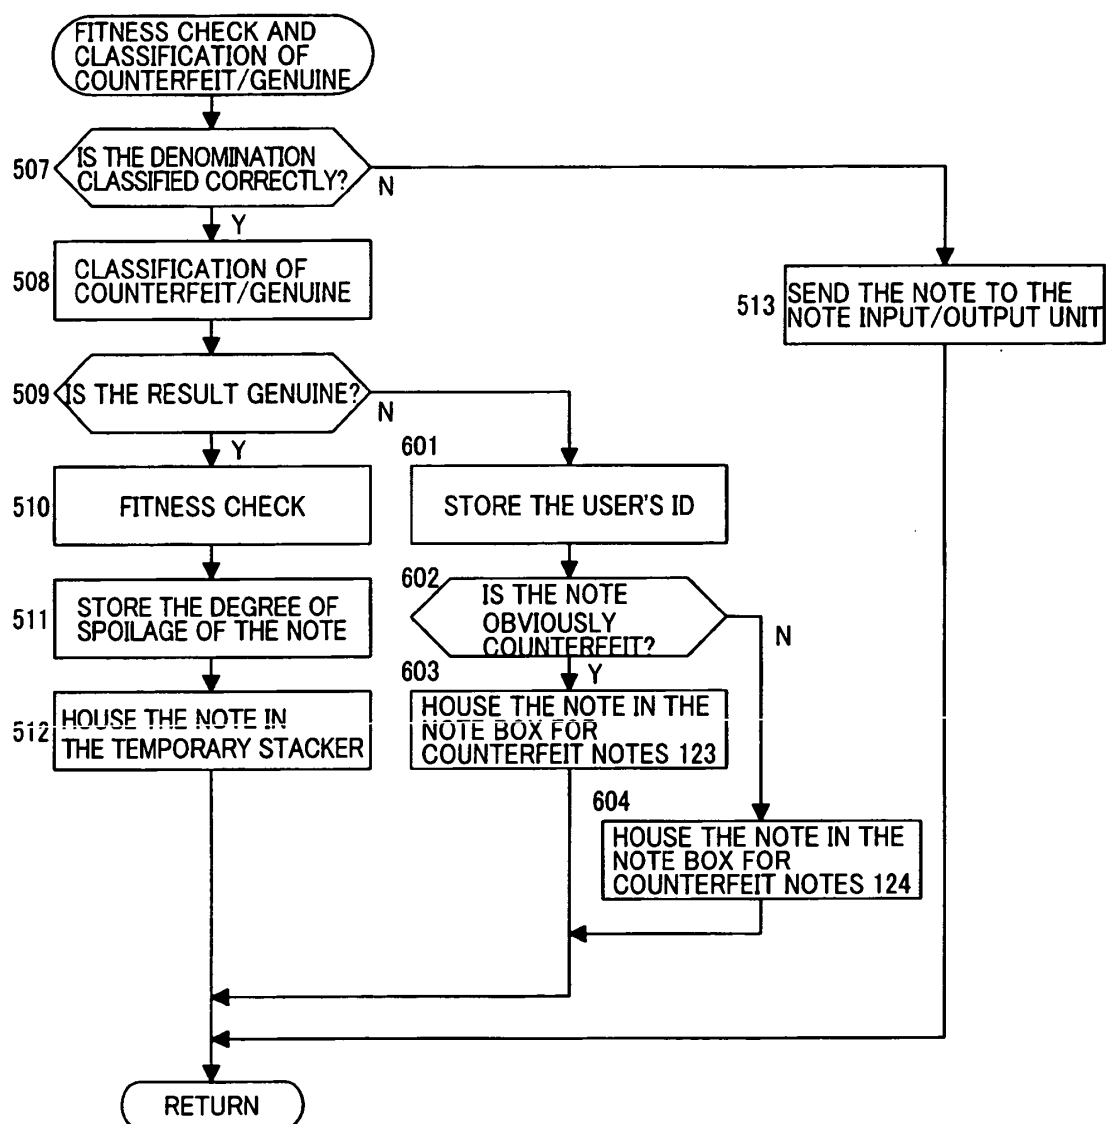 FITNESS CHECK AND
CLASSIFICATION OF
COUNTERFEIT/GENUINE
507
IS THE DENOMINATION
CLASSIFIED CORRECTLY?
N
Y
508
CLASSIFICATION OF
COUNTERFEIT/GENUINE
513
SEND THE NOTE TO THE
NOTE INPUT/OUTPUT UNIT
509
IS THE RESULT GENUINE?
N
Y
601
510
FITNESS CHECK
STORE THE USER'S ID
602
IS THE NOTE
OBVIOUSLY
COUNTERFEIT?
N
Y
511
STORE THE DEGREE OF
SPOILAGE OF THE NOTE
603
HOUSE THE NOTE IN THE
NOTE BOX FOR
COUNTERFEIT NOTES 123
512
HOUSE THE NOTE IN
THE TEMPORARY STACKER
604
HOUSE THE NOTE IN THE
NOTE BOX FOR
COUNTERFEIT NOTES 124
RETURN